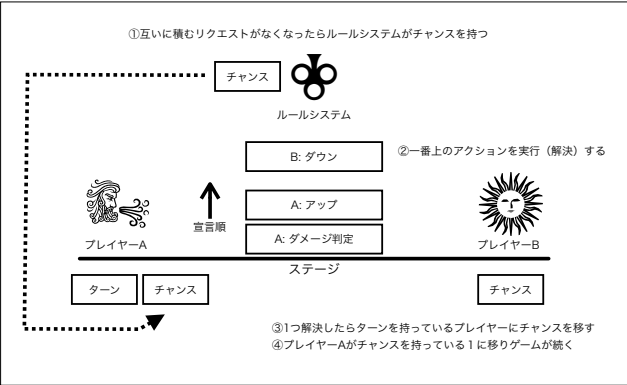 ①互いに積むリクエストがなくなったらルールシステムがチャンスを持つ
チャンス
ルールシステム
B: ダウン
②一番上のアクションを実行（解決）する
A: アップ
宣言順
A: ダメージ判定
プレイヤーA
プレイヤーB
ステージ
ターン
チャンス
チャンス
③1つ解決したらターンを持っているプレイヤーにチャンスを移す
④プレイヤーAがチャンスを持っている１に移りゲームが続く